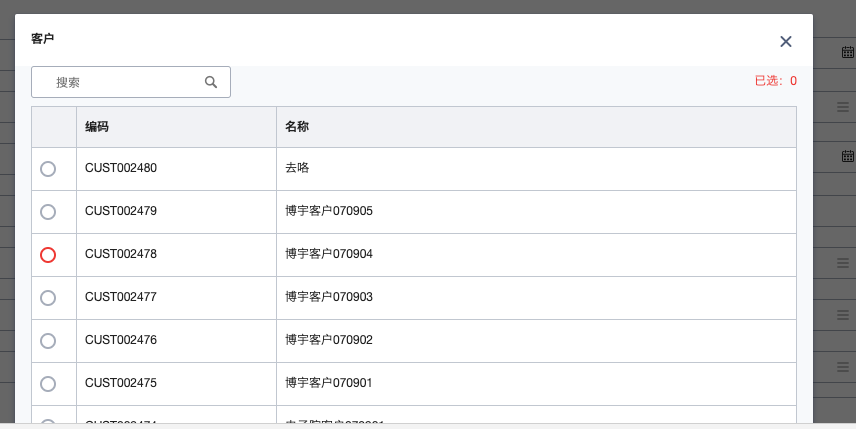 客户
搜索
已选：0
编码 名称
CUST002480 去咯
CUST002479 博宇客户070905
CUST002478 博宇客户070904
CUST002477 博宇客户070903
CUST002476 博宇客户070902
CUST002475 博宇客户070901